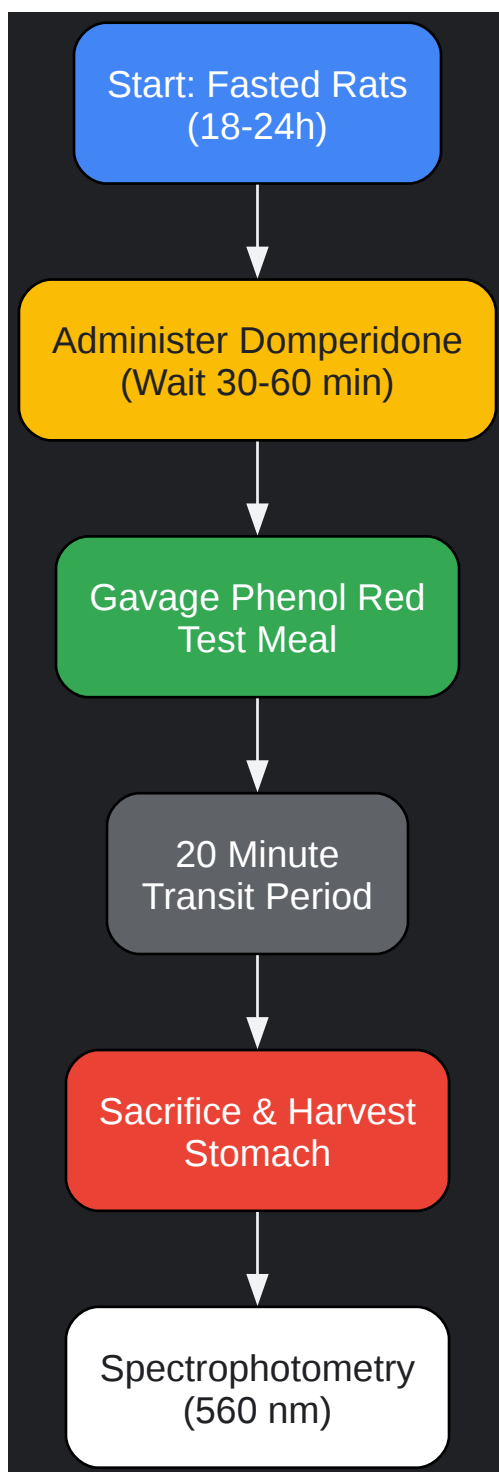 Start: Fasted Rats
(18-24h)
Administer Domperidone
(Wait 30-60 min)
Gavage Phenol Red
Test Meal
20 Minute
Transit Period
Sacrifice & Harvest
Stomach
Spectrophotometry
(560 nm)